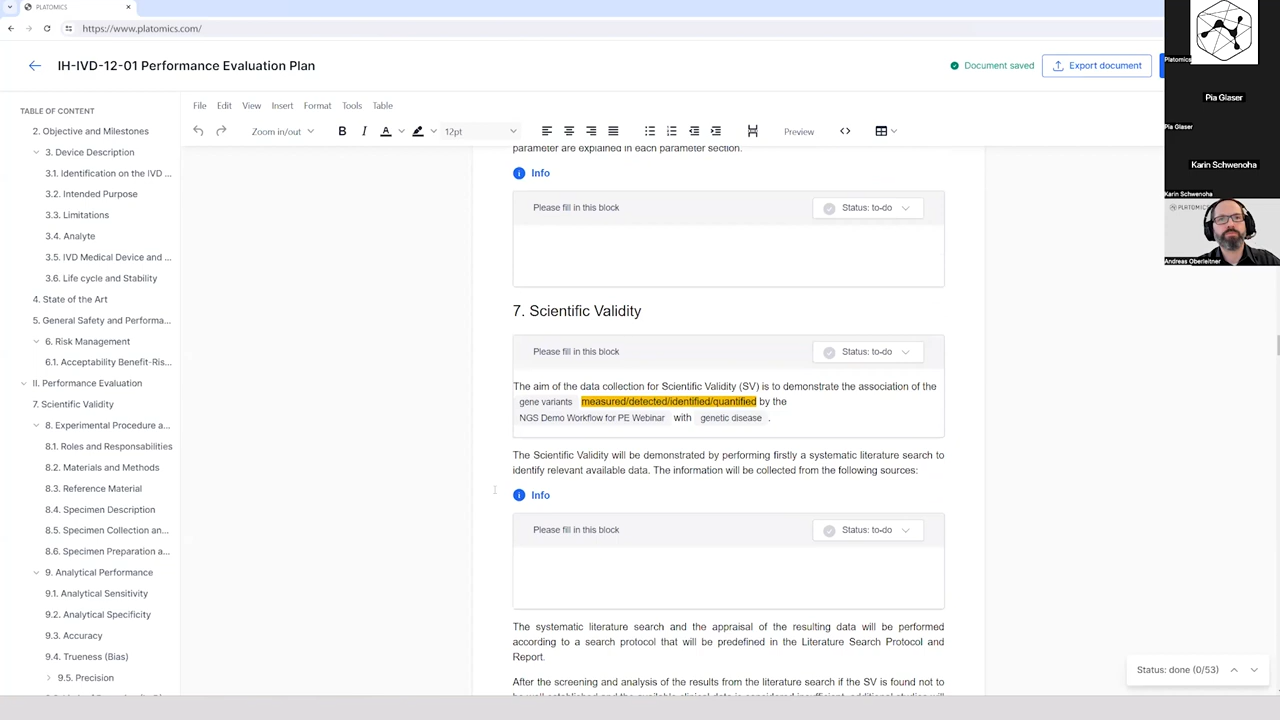 PLATOMICS
https://www.platomics.com/
IH-IVD-12-01 Performance Evaluation Plan
Document saved
Export document
TABLE OF CONTENT
2. Objective and Milestones
3. Device Description
3.1. Identification on the IVD ...
3.2. Intended Purpose
3.3. Limitations
3.4. Analyte
3.5. IVD Medical Device and ...
3.6. Life cycle and Stability
4. State of the Art
5. General Safety and Performa...
6. Risk Management
6.1. Acceptability Benefit-Ris...
II. Performance Evaluation
7. Scientific Validity
8. Experimental Procedure a...
8.1. Roles and Responsabilities
8.2. Materials and Methods
8.3. Reference Material
8.4. Specimen Description
8.5. Specimen Collection an...
8.6. Specimen Preparation a...
9. Analytical Performance
9.1. Analytical Sensitivity
9.2. Analytical Specificity
9.3. Accuracy
9.4. Trueness (Bias)
9.5. Precision
File Edit View Insert Format Tools Table
Zoom in/out B I A 12pt Preview
parameter are explained in each parameter section.
Info
Please fill in this block Status: to-do
7. Scientific Validity
Please fill in this block Status: to-do
The aim of the data collection for Scientific Validity (SV) is to demonstrate the association of the
gene variants measured/detected/identified/quantified by the
NGS Demo Workflow for PE Webinar with genetic disease .
The Scientific Validity will be demonstrated by performing firstly a systematic literature search to
identify relevant available data. The information will be collected from the following sources:
Info
Please fill in this block Status: to-do
The systematic literature search and the appraisal of the resulting data will be performed
according to a search protocol that will be predefined in the Literature Search Protocol and
Report.
After the screening and analysis of the results from the literature search if the SV is found not to
Status: done (0/53)
Platomics
Pia Glaser
Pia Glaser
Karin Schwenoha
Karin Schwenoha
PLATOMICS
Andreas Oberleitner